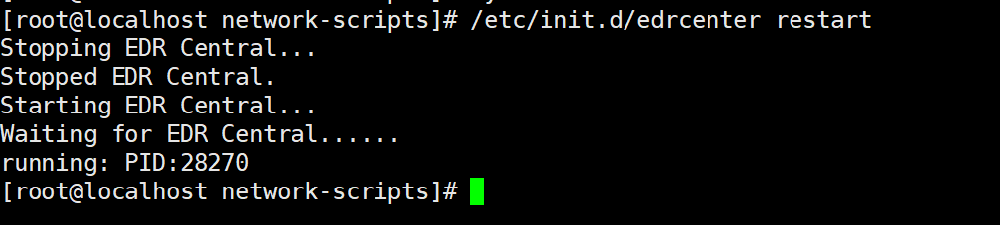 [root@localhost network-scripts]# /etc/init.d/edrcenter restart
Stopping EDR Central...
Stopped EDR Central.
Starting EDR Central...
Waiting for EDR Central......
running: PID:28270
[root@localhost network-scripts]#